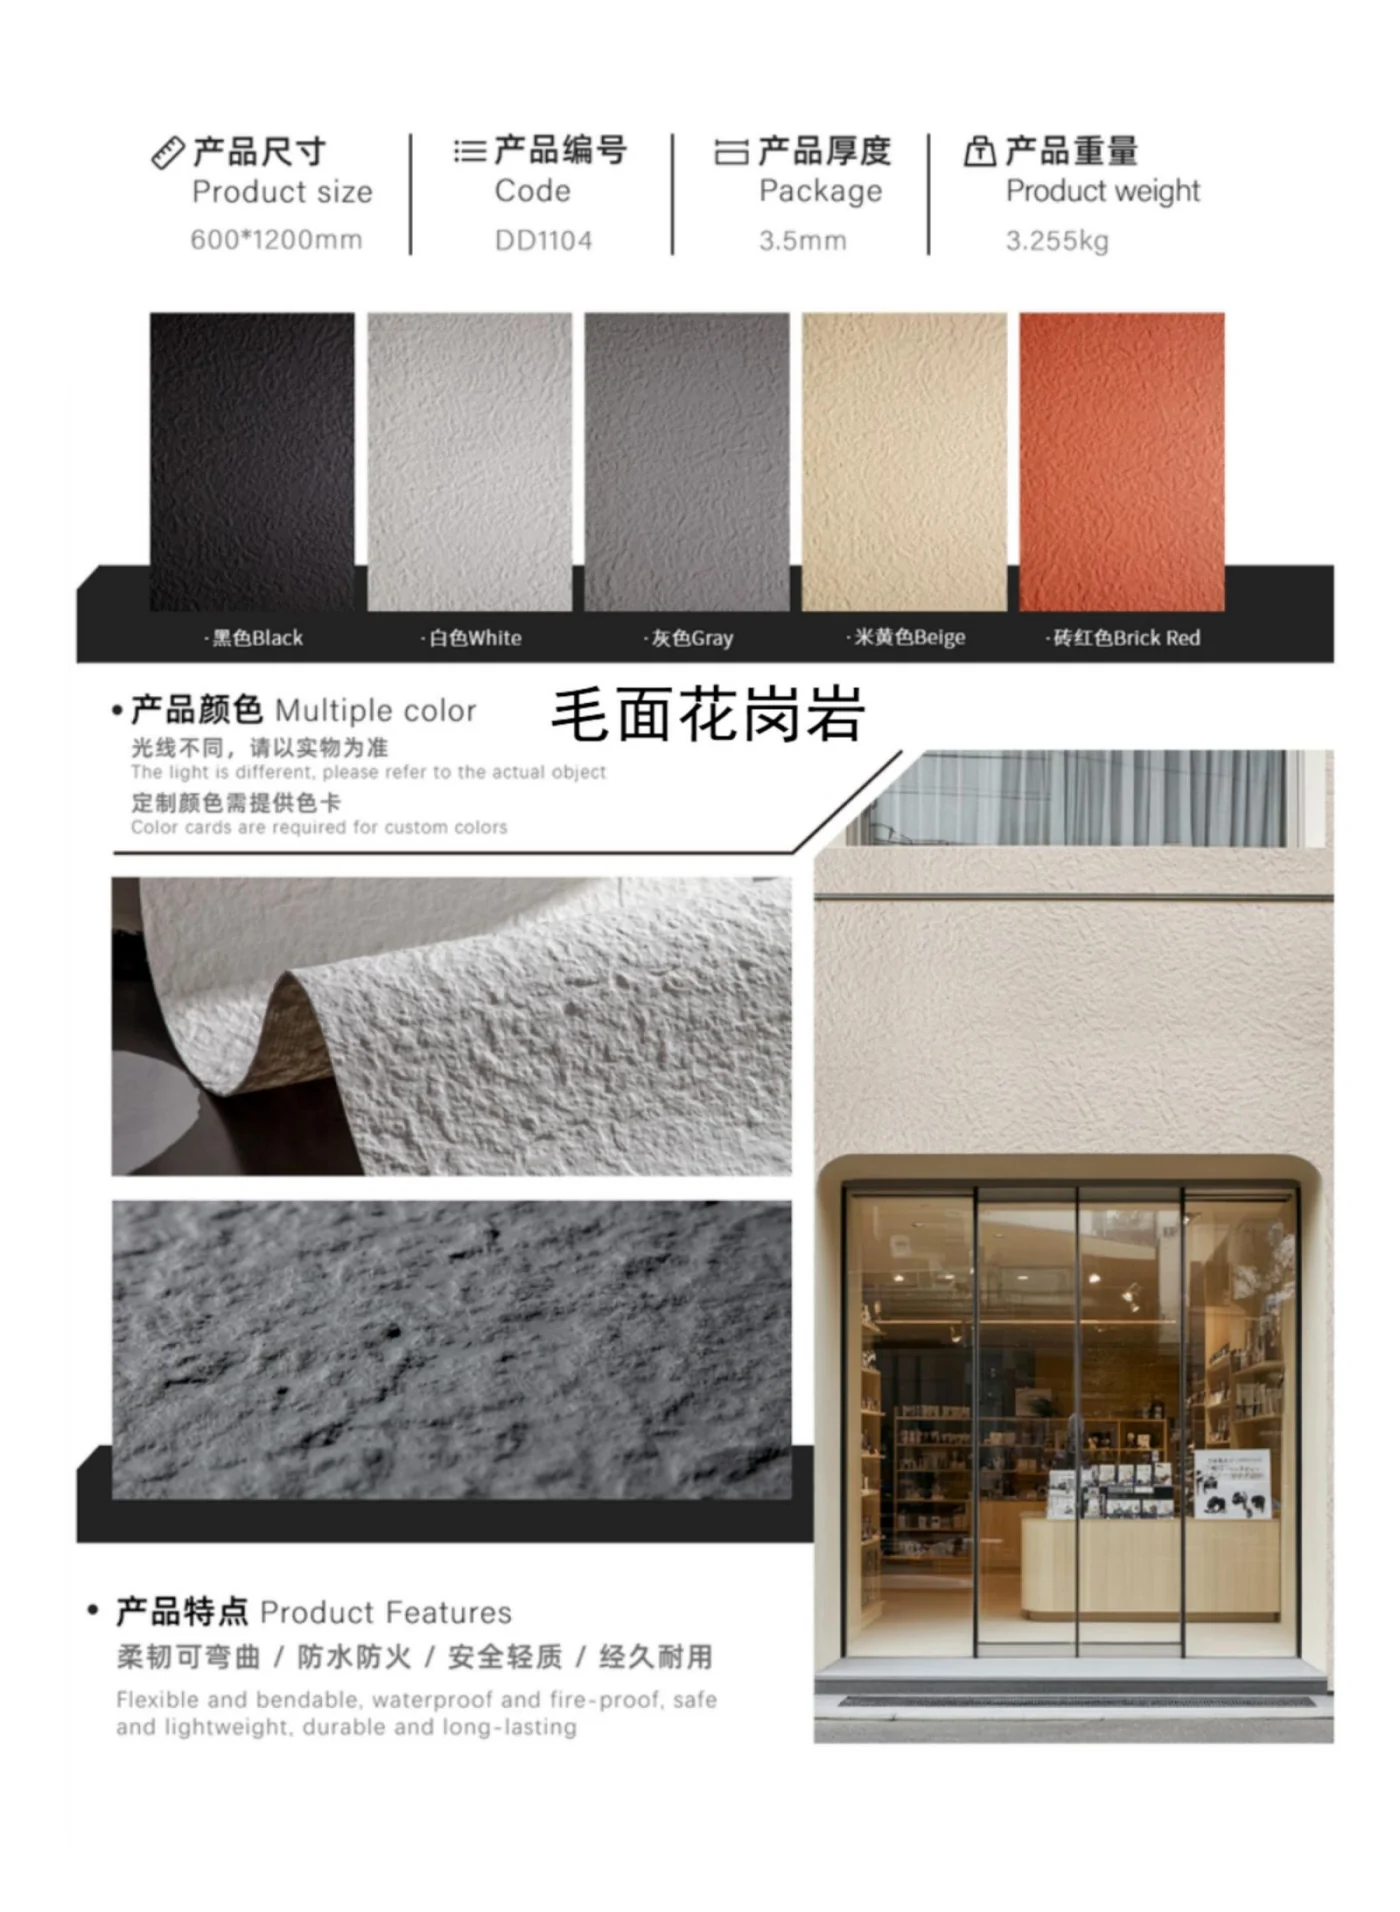 产品尺寸
Product size
600*1200mm
产品编号
Code
DD1104
产品厚度
Package
3.5mm
产品重量
Product weight
3.255kg
·黑色Black
·白色White
·灰色Gray
·米黄色Beige
·砖红色Brick Red
•产品颜色 Multiple color
毛面花岗岩
光线不同，请以实物为准
The light is different, please refer to the actual object
定制颜色需提供色卡
Color cards are required for custom colors
• 产品特点 Product Features
柔韧可弯曲 / 防水防火 / 安全轻质 / 经久耐用
Flexible and bendable, waterproof and fire-proof, safe
and lightweight, durable and long-lasting